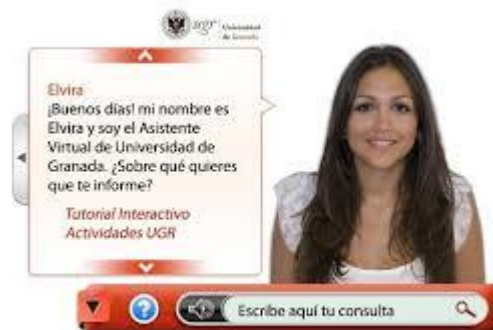 ugr Universidad
de Granada
Elvira
¡Buenos días! mi nombre es
Elvira y soy el Asistente
Virtual de Universidad de
Granada. ¿Sobre qué quieres
que te informe?
Tutorial Interactivo
Actividades UGR
? Escribe aquí tu consulta